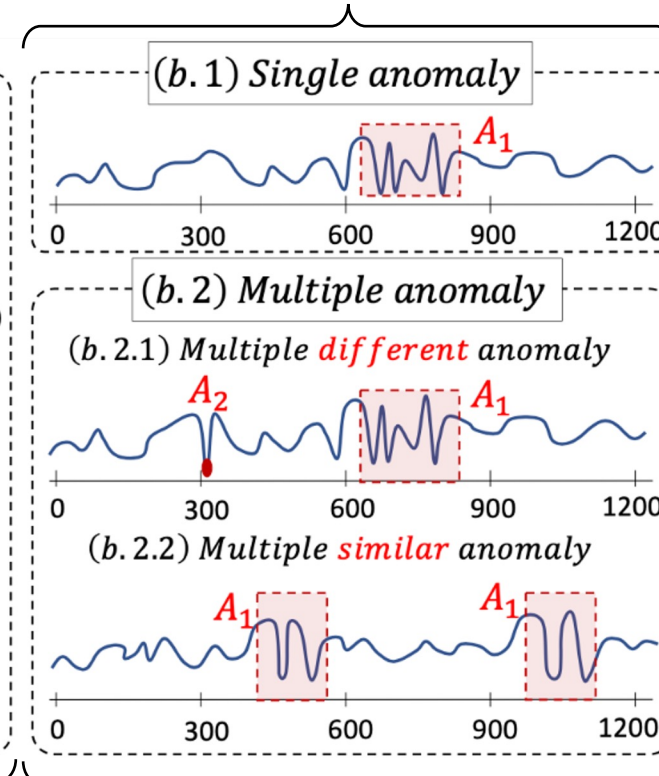 (b. 1) Single anomaly
A₁
0 300 600 900 1200
(b. 2) Multiple anomaly
(b. 2.1) Multiple different anomaly
A₂ A₁
0 300 600 900 1200
(b. 2.2) Multiple similar anomaly
A₁ A₁
0 300 600 900 1200